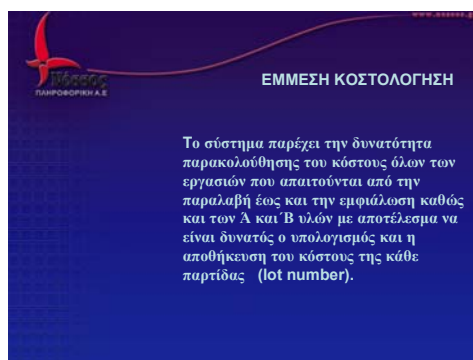 Νέσσος
ΠΛΗΡΟΦΟΡΙΚΗ Α.Ε
ΕΜΜΕΣΗ ΚΟΣΤΟΛΟΓΗΣΗ
Το σύστημα παρέχει την δυνατότητα
παρακολούθησης του κόστους όλων των
εργασιών που απαιτούνται από την
παραλαβή έως και την εμφιάλωση καθώς
και των Ά και΄Β υλών με αποτέλεσμα να
είναι δυνατός ο υπολογισμός και η
αποθήκευση του κόστους της κάθε
παρτίδας (lot number).